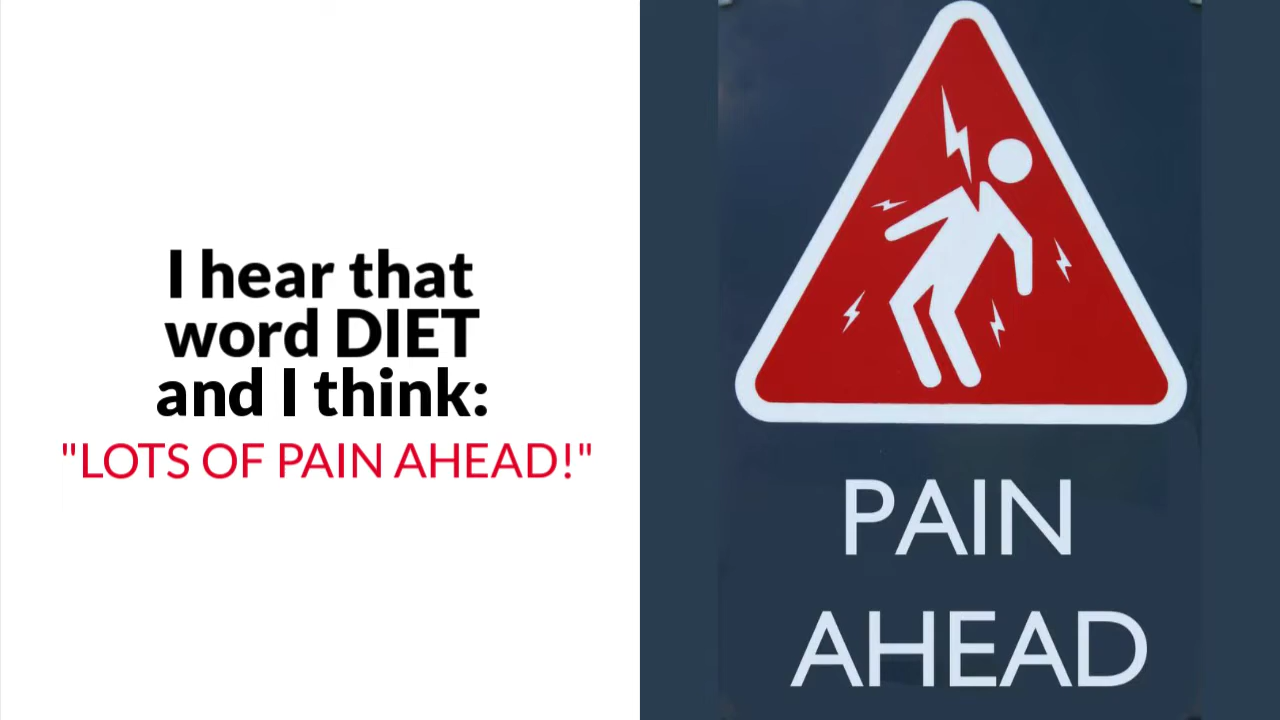 I hear that
word DIET
and I think:
"LOTS OF PAIN AHEAD!"
PAIN
AHEAD